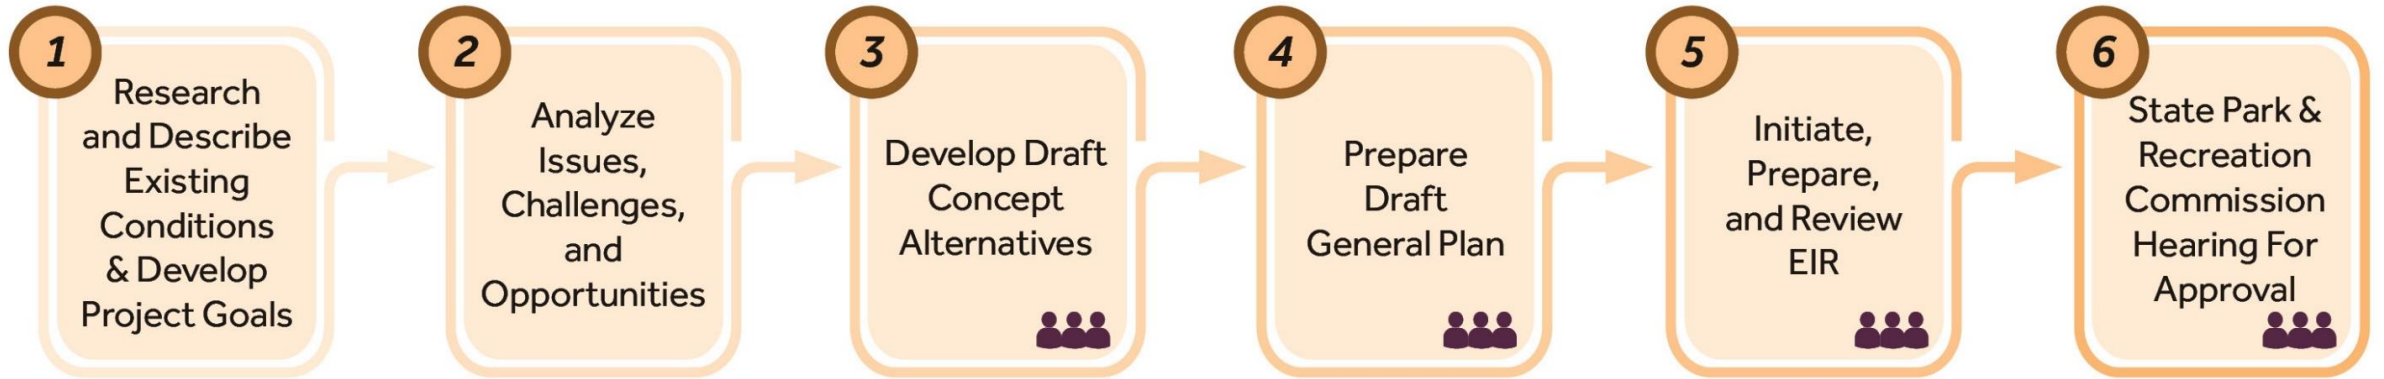 1
Research
and Describe
Existing
Conditions
& Develop
Project Goals
2
Analyze
Issues,
Challenges,
and
Opportunities
3
Develop Draft
Concept
Alternatives
4
Prepare
Draft
General Plan
5
Initiate,
Prepare,
and Review
EIR
6
State Park &
Recreation
Commission
Hearing For
Approval